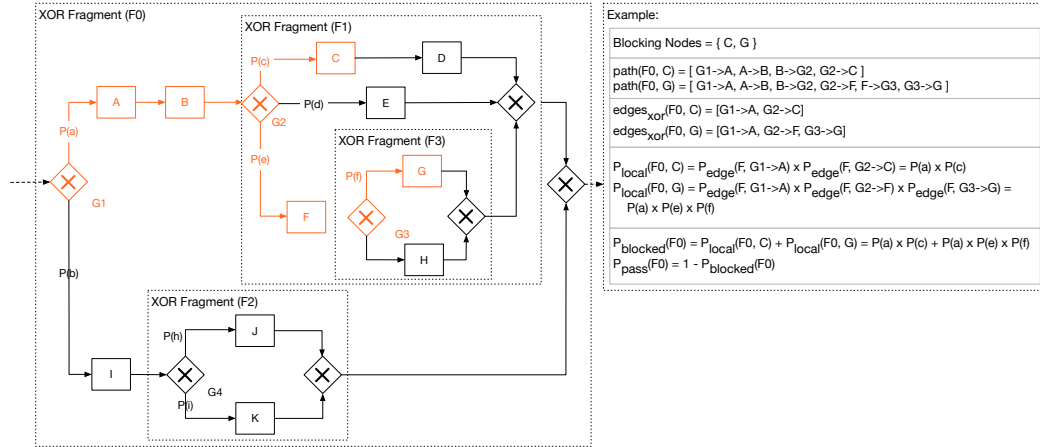 XOR Fragment (F0)
XOR Fragment (F1)
P(c)
C
D
A
B
P(a)
P(d)
E
G2
P(e)
XOR Fragment (F3)
P(f)
G
G1
F
G3
H
P(b)
XOR Fragment (F2)
P(h)
J
I
G4
P(i)
K
Example:
Blocking Nodes = { C, G }
path(F0, C) = [ G1->A, A->B, B->G2, G2->C ]
path(F0, G) = [ G1->A, A->B, B->G2, G2->F, F->G3, G3->G ]
edgesxor(F0, C) = [G1->A, G2->C]
edgesxor(F0, G) = [G1->A, G2->F, G3->G]
Plocal(F0, C) = Pedge(F, G1->A) x Pedge(F, G2->C) = P(a) x P(c)
Plocal(F0, G) = Pedge(F, G1->A) x Pedge(F, G2->F) x Pedge(F, G3->G) =
P(a) x P(e) x P(f)
Pblocked(F0) = Plocal(F0, C) + Plocal(F0, G) = P(a) x P(c) + P(a) x P(e) x P(f)
Ppass(F0) = 1 - Pblocked(F0)